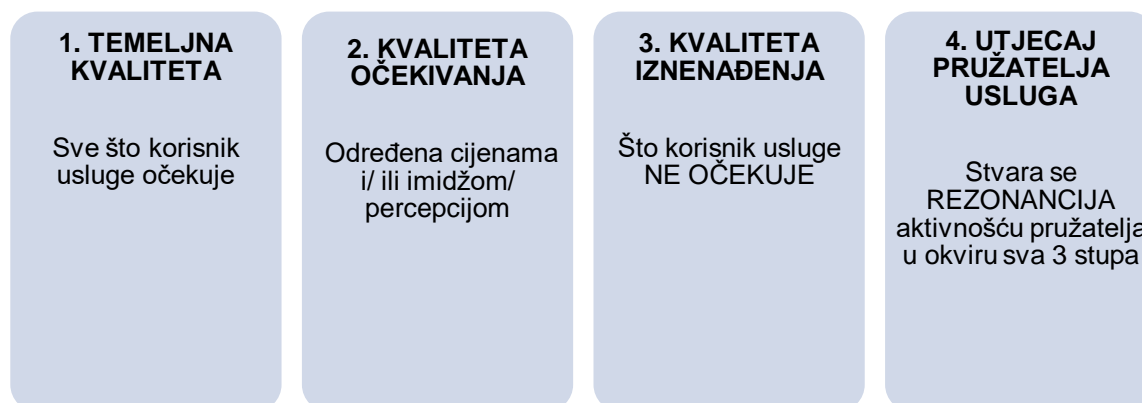 1. TEMELJNA
KVALITETA
Sve što korisnik
usluge očekuje
2. KVALITETA
OČEKIVANJA
Određena cijenama
i/ ili imidžom/
percepcijom
3. KVALITETA
IZNENAĐENJA
Što korisnik usluge
NE OČEKUJE
4. UTJECAJ
PRUŽATELJA
USLUGA
Stvara se
REZONANCIJA
aktivnošću pružatelja
u okviru sva 3 stupa